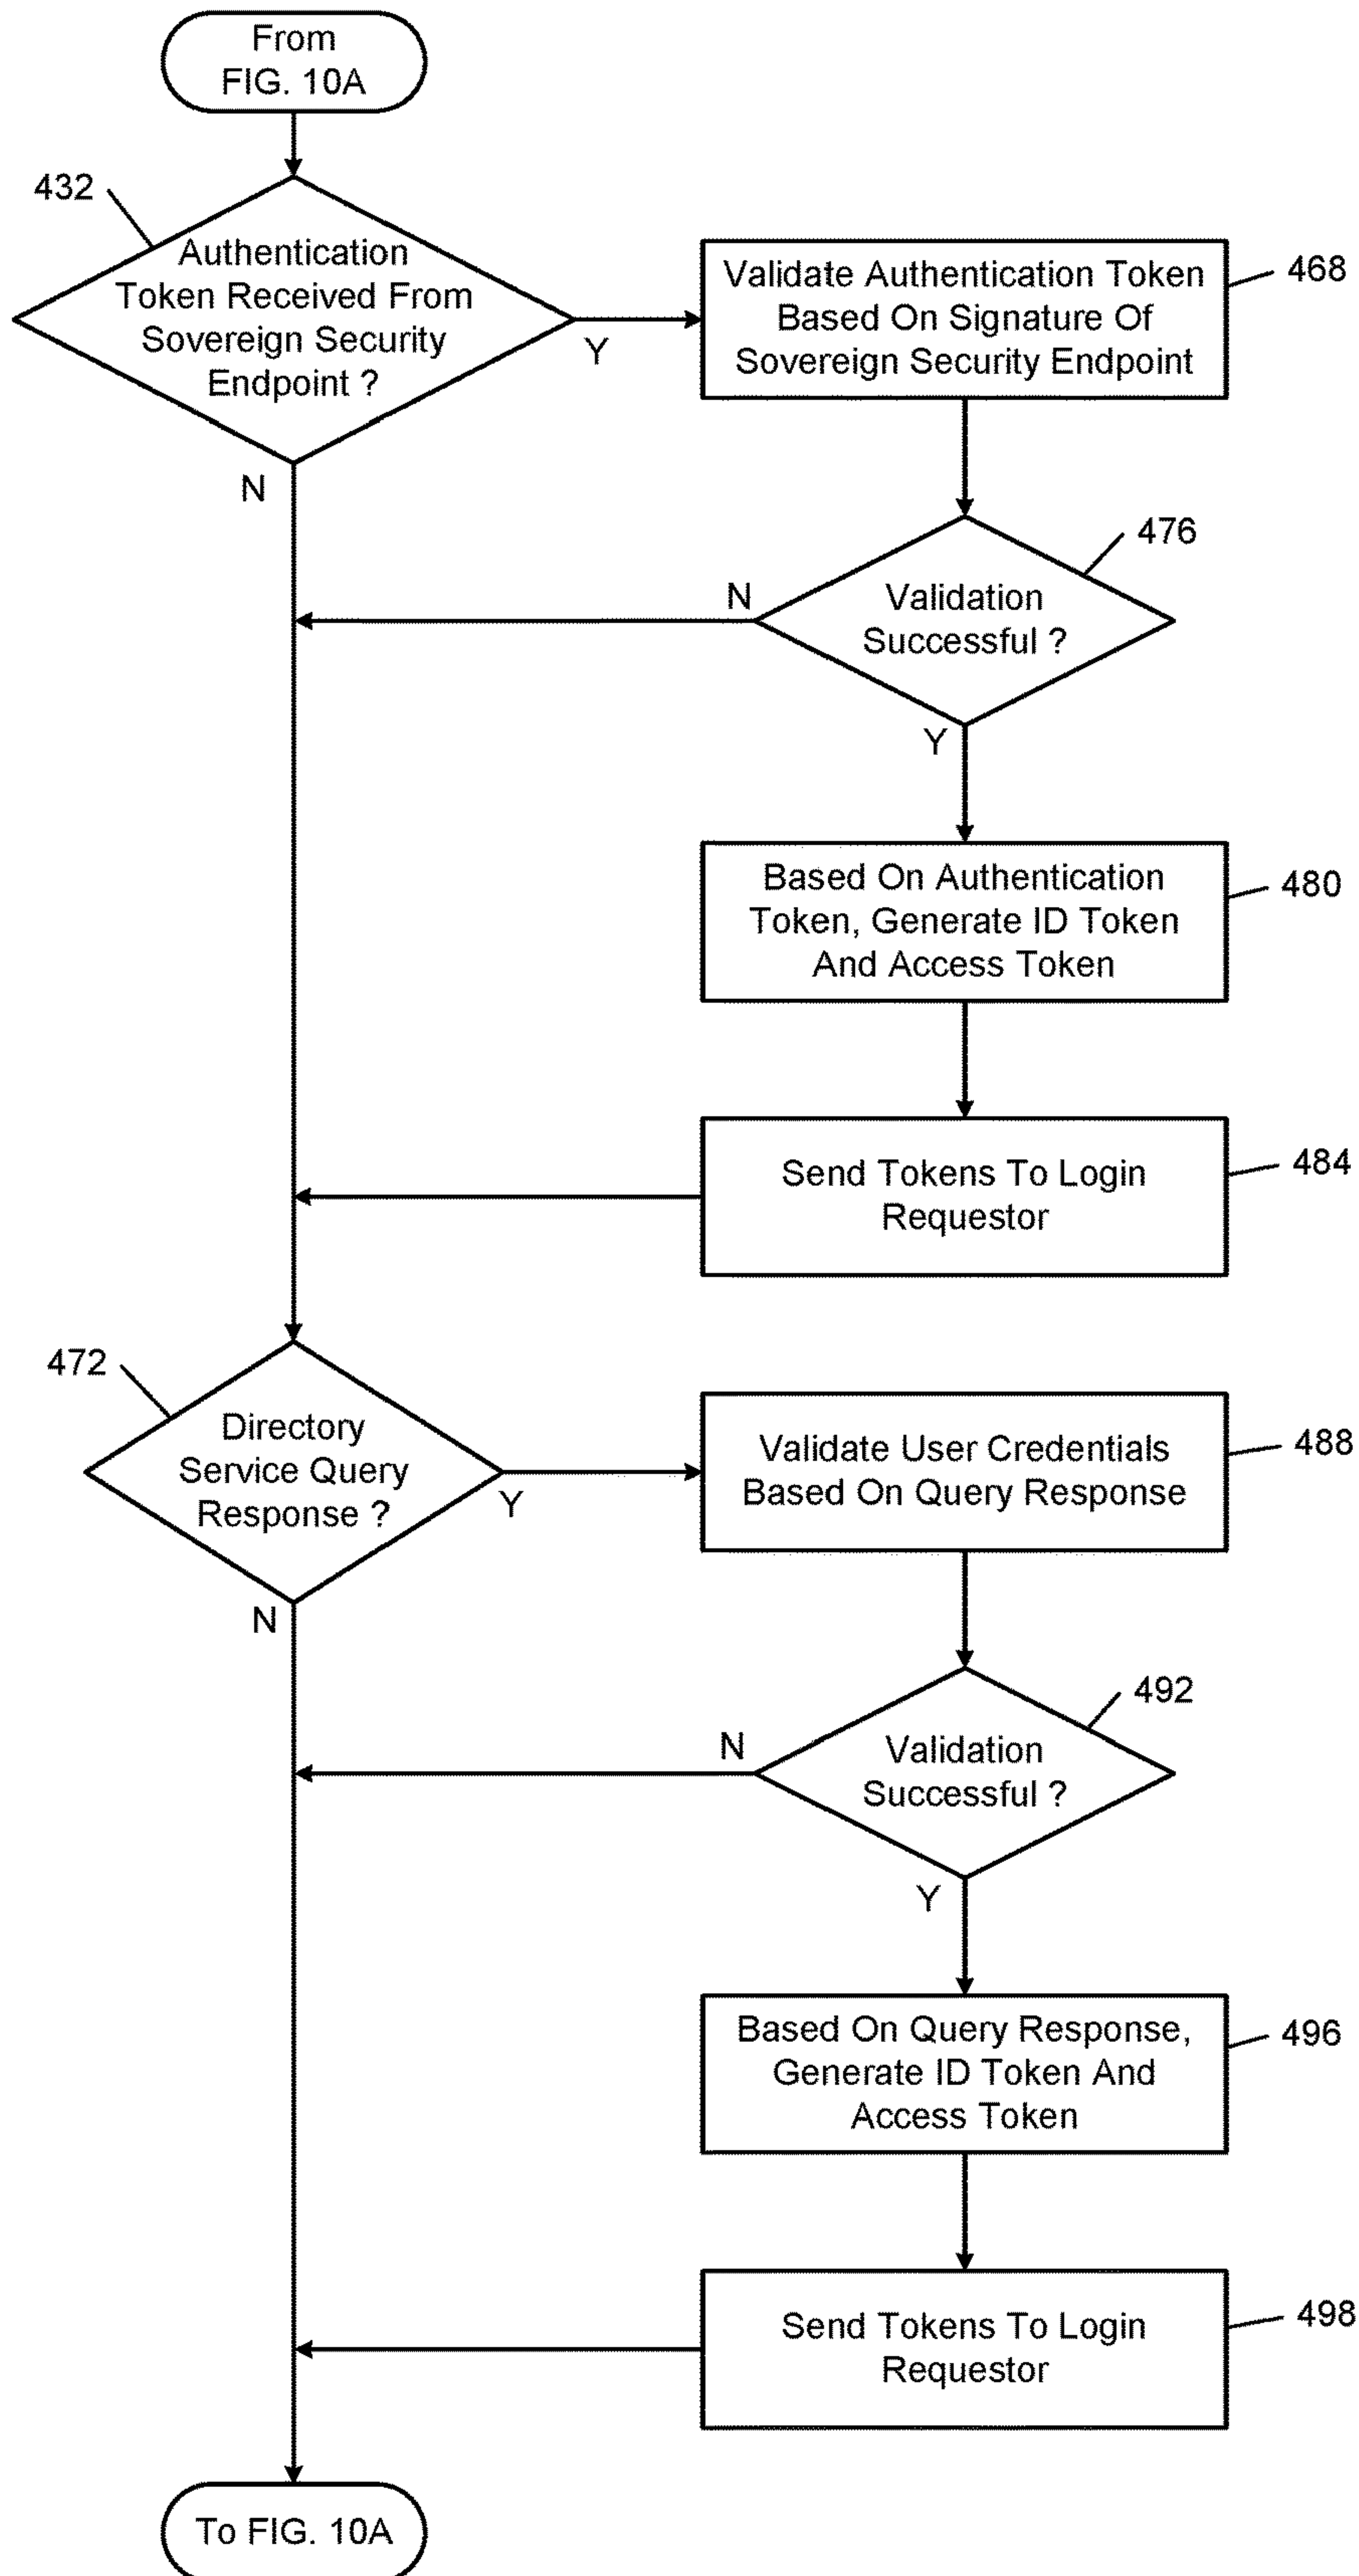 From
FIG. 10A
432
Authentication
Token Received From
Sovereign Security
Endpoint ?
Y
N
Validate Authentication Token
Based On Signature Of
Sovereign Security Endpoint
468
476
Validation
Successful ?
N
Y
Based On Authentication
Token, Generate ID Token
And Access Token
480
Send Tokens To Login
Requestor
484
472
Directory
Service Query
Response ?
Y
N
Validate User Credentials
Based On Query Response
488
492
Validation
Successful ?
N
Y
Based On Query Response,
Generate ID Token And
Access Token
496
Send Tokens To Login
Requestor
498
To FIG. 10A